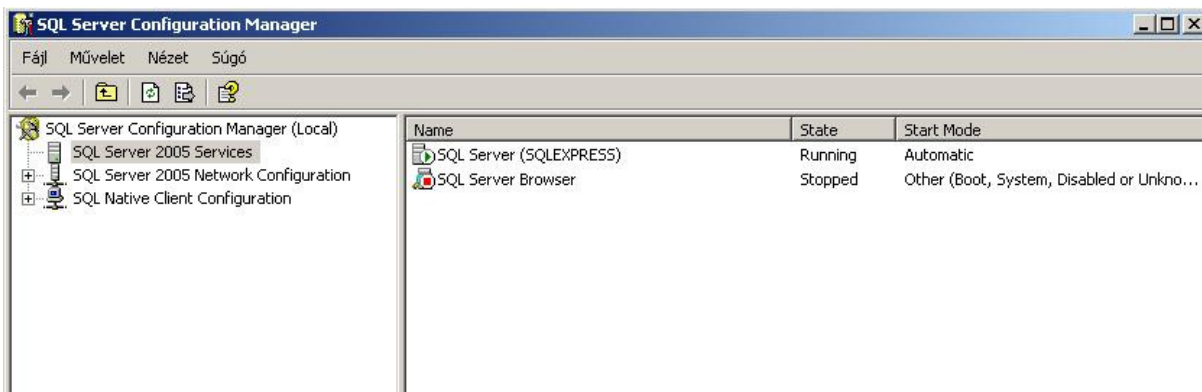 SQL Server Configuration Manager
Fájl Művelet Nézet Súgó
SQL Server Configuration Manager (Local)
SQL Server 2005 Services
SQL Server 2005 Network Configuration
SQL Native Client Configuration
Name State Start Mode
SQL Server (SQLEXPRESS) Running Automatic
SQL Server Browser Stopped Other (Boot, System, Disabled or Unkno...